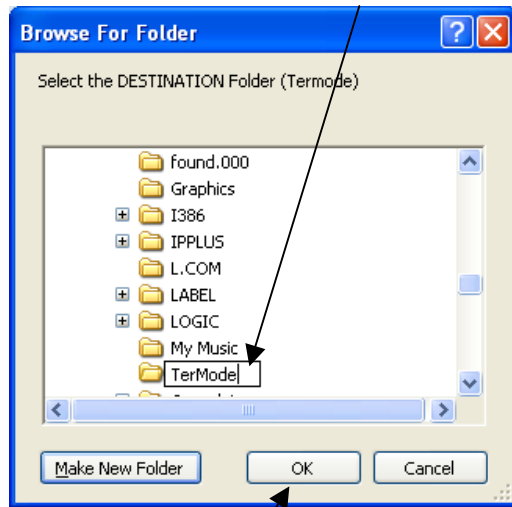 Browse For Folder
Select the DESTINATION Folder (Termode)
found.000
Graphics
I386
IPPLUS
L.COM
LABEL
LOGIC
My Music
TerMode
Make New Folder
OK
Cancel